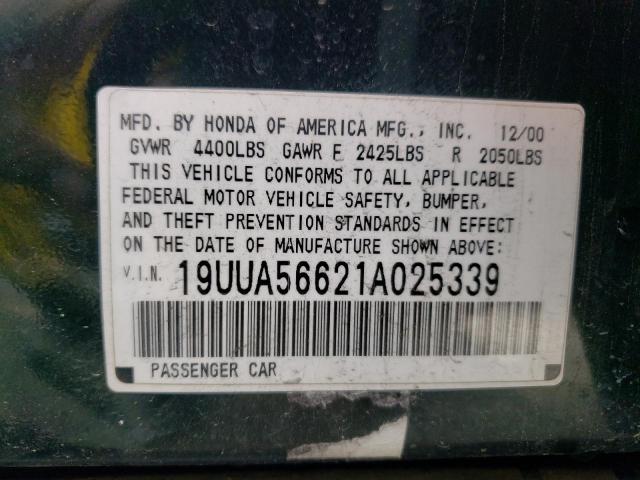 MFD. BY HONDA OF AMERICA MFG., INC. 12/00
GVWR 4400LBS GAWR F 2425LBS R 2050LBS
THIS VEHICLE CONFORMS TO ALL APPLICABLE
FEDERAL MOTOR VEHICLE SAFETY, BUMPER,
AND THEFT PREVENTION STANDARDS IN EFFECT
ON THE DATE OF MANUFACTURE SHOWN ABOVE:
V.I.N. 19UUA56621A025339
PASSENGER CAR